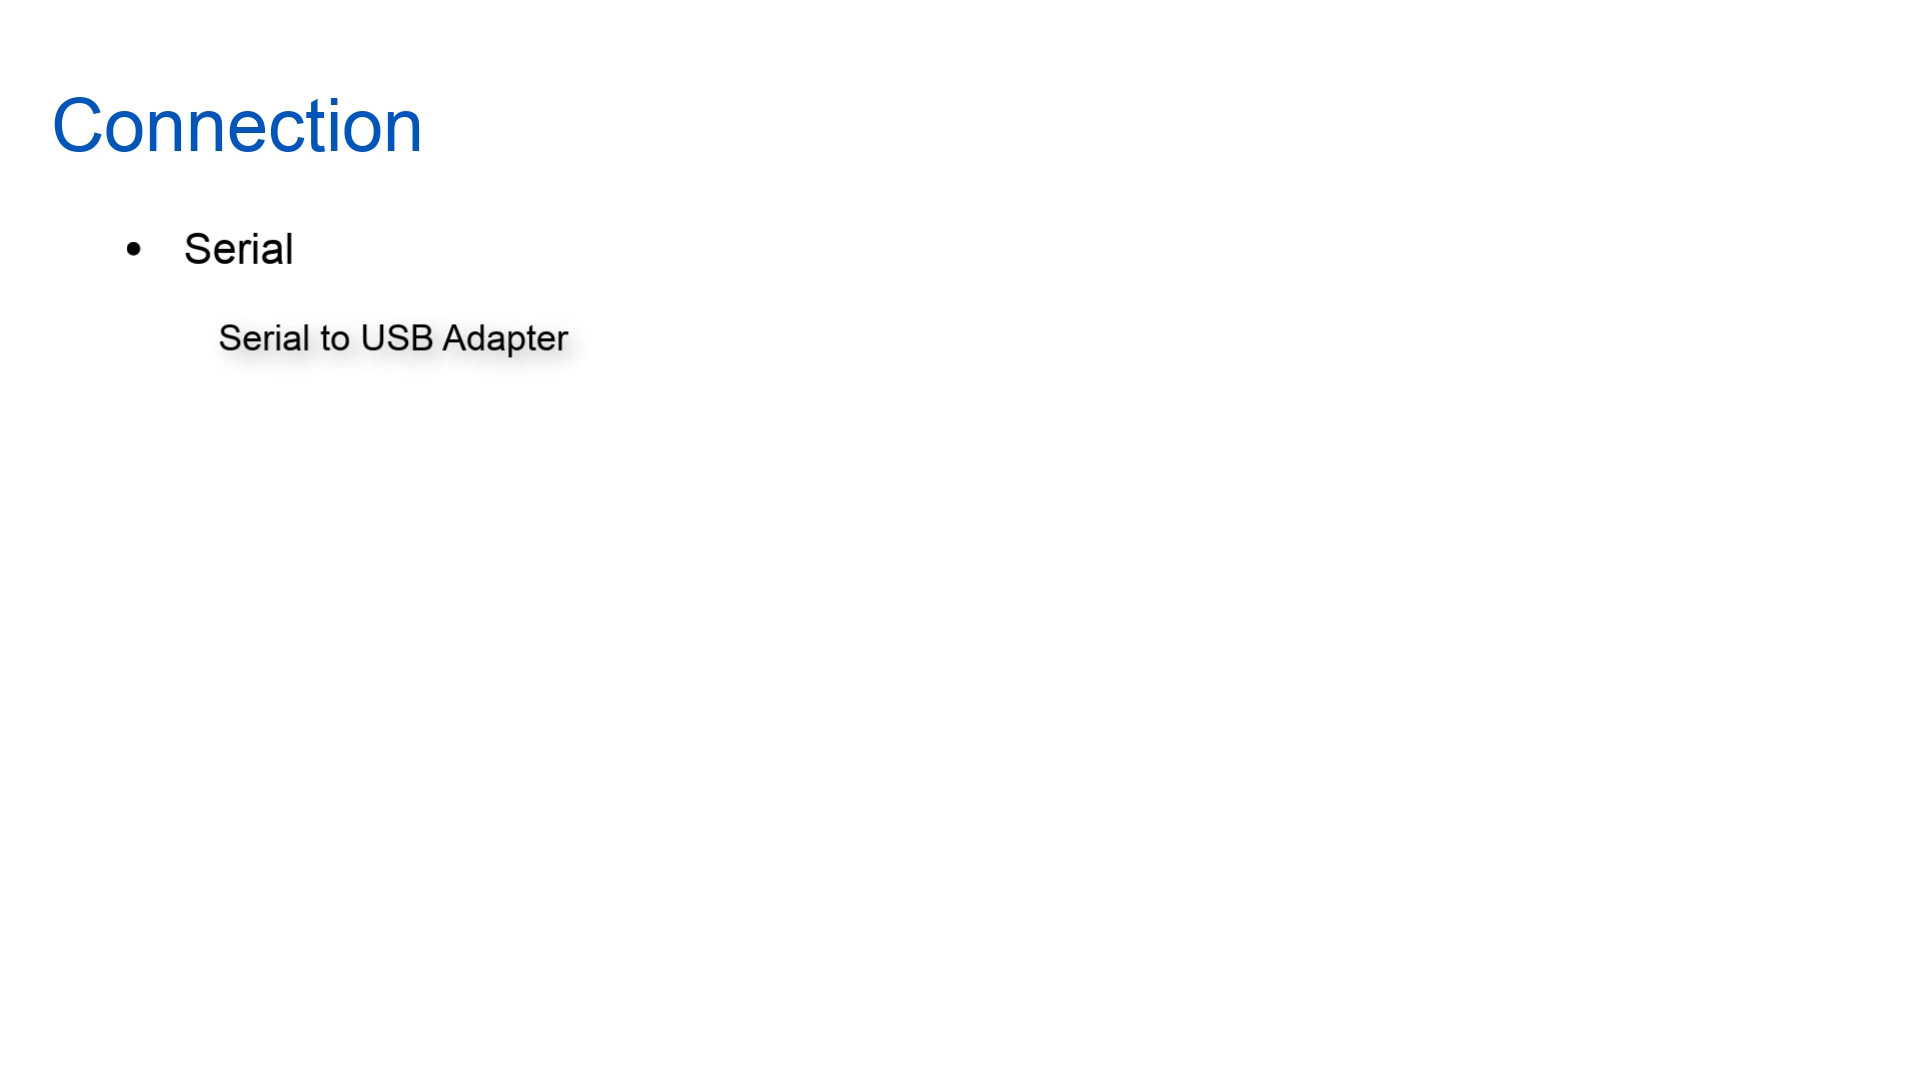 Connection
• Serial
Serial to USB Adapter